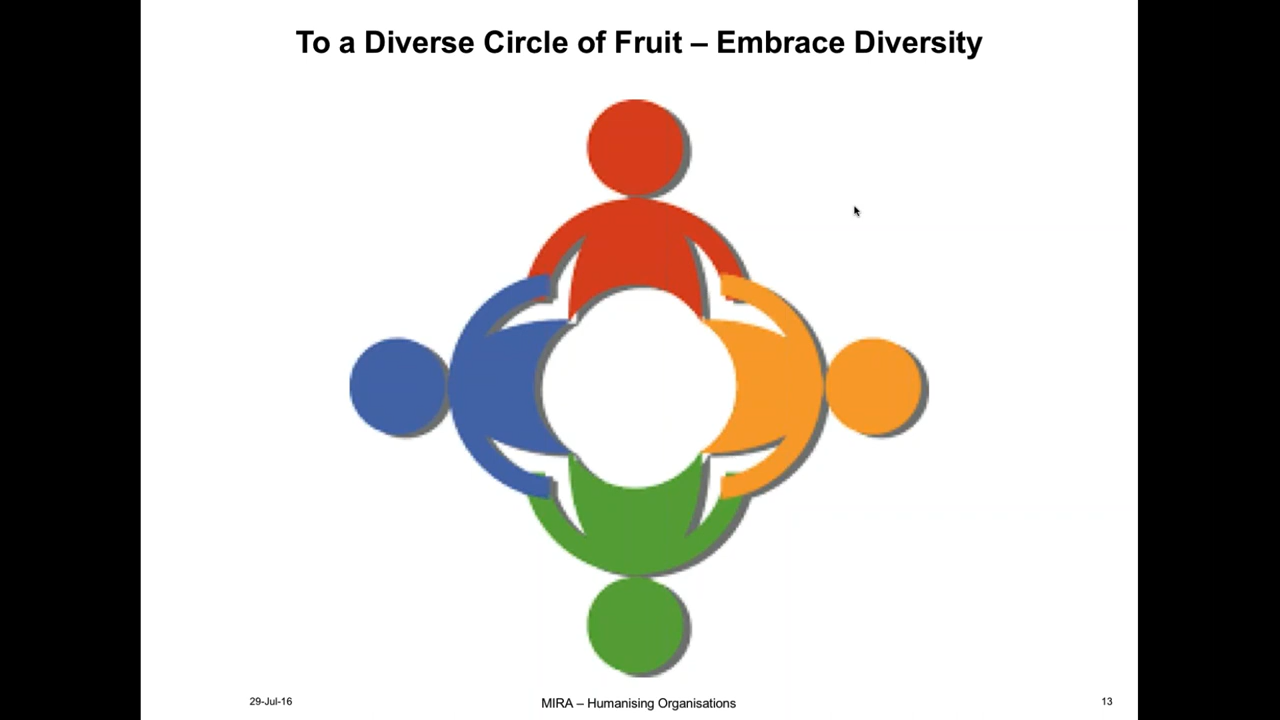 To a Diverse Circle of Fruit – Embrace Diversity
29-Jul-16
MIRA – Humanising Organisations
13